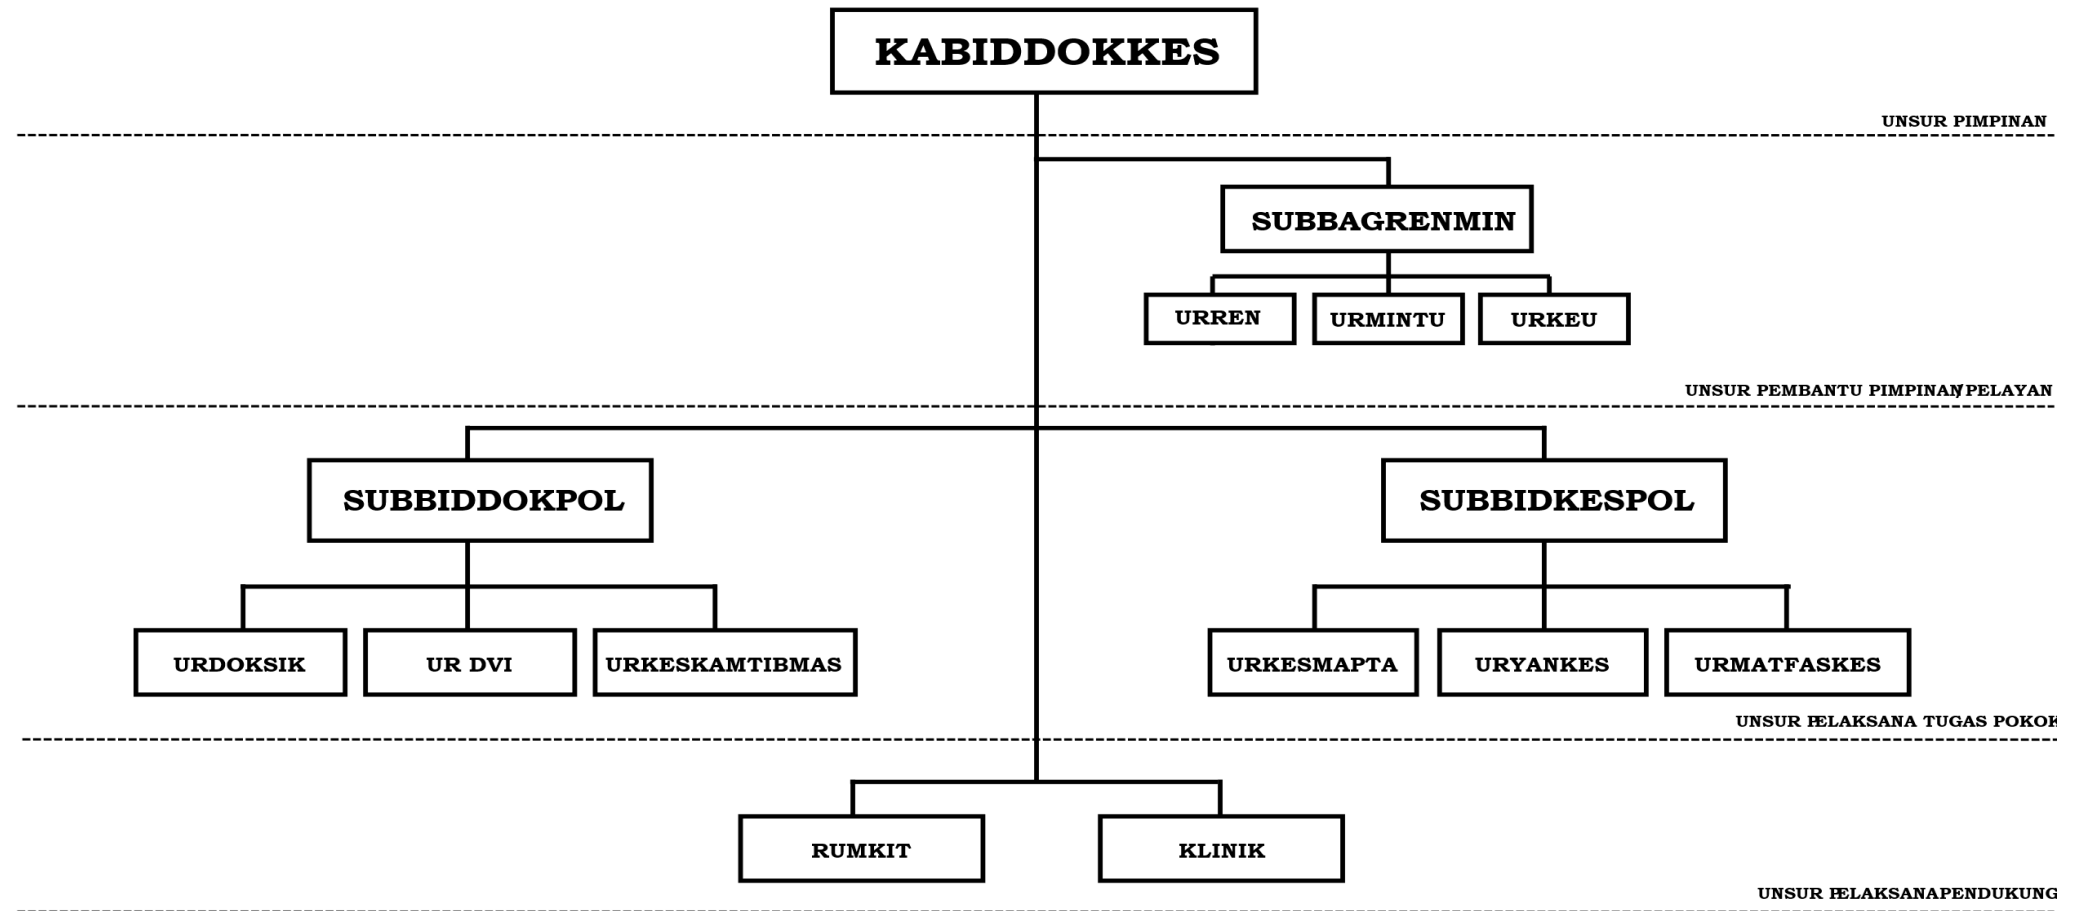 KABIDDOKKES
UNSUR PIMPINAN
SUBBAGRENMIN
URREN
URMINTU
URKEU
UNSUR PEMBANTU PIMPINAN/PELAYAN
SUBBIDDOKPOL
SUBBIDKESPOL
URDOKSIK
UR DVI
URKESKAMTIBMAS
URKESMAPTA
URYANKES
URMATFASKES
UNSUR PELAKSANA TUGAS POKOK
RUMKIT
KLINIK
UNSUR PELAKSANAPENDUKUNG